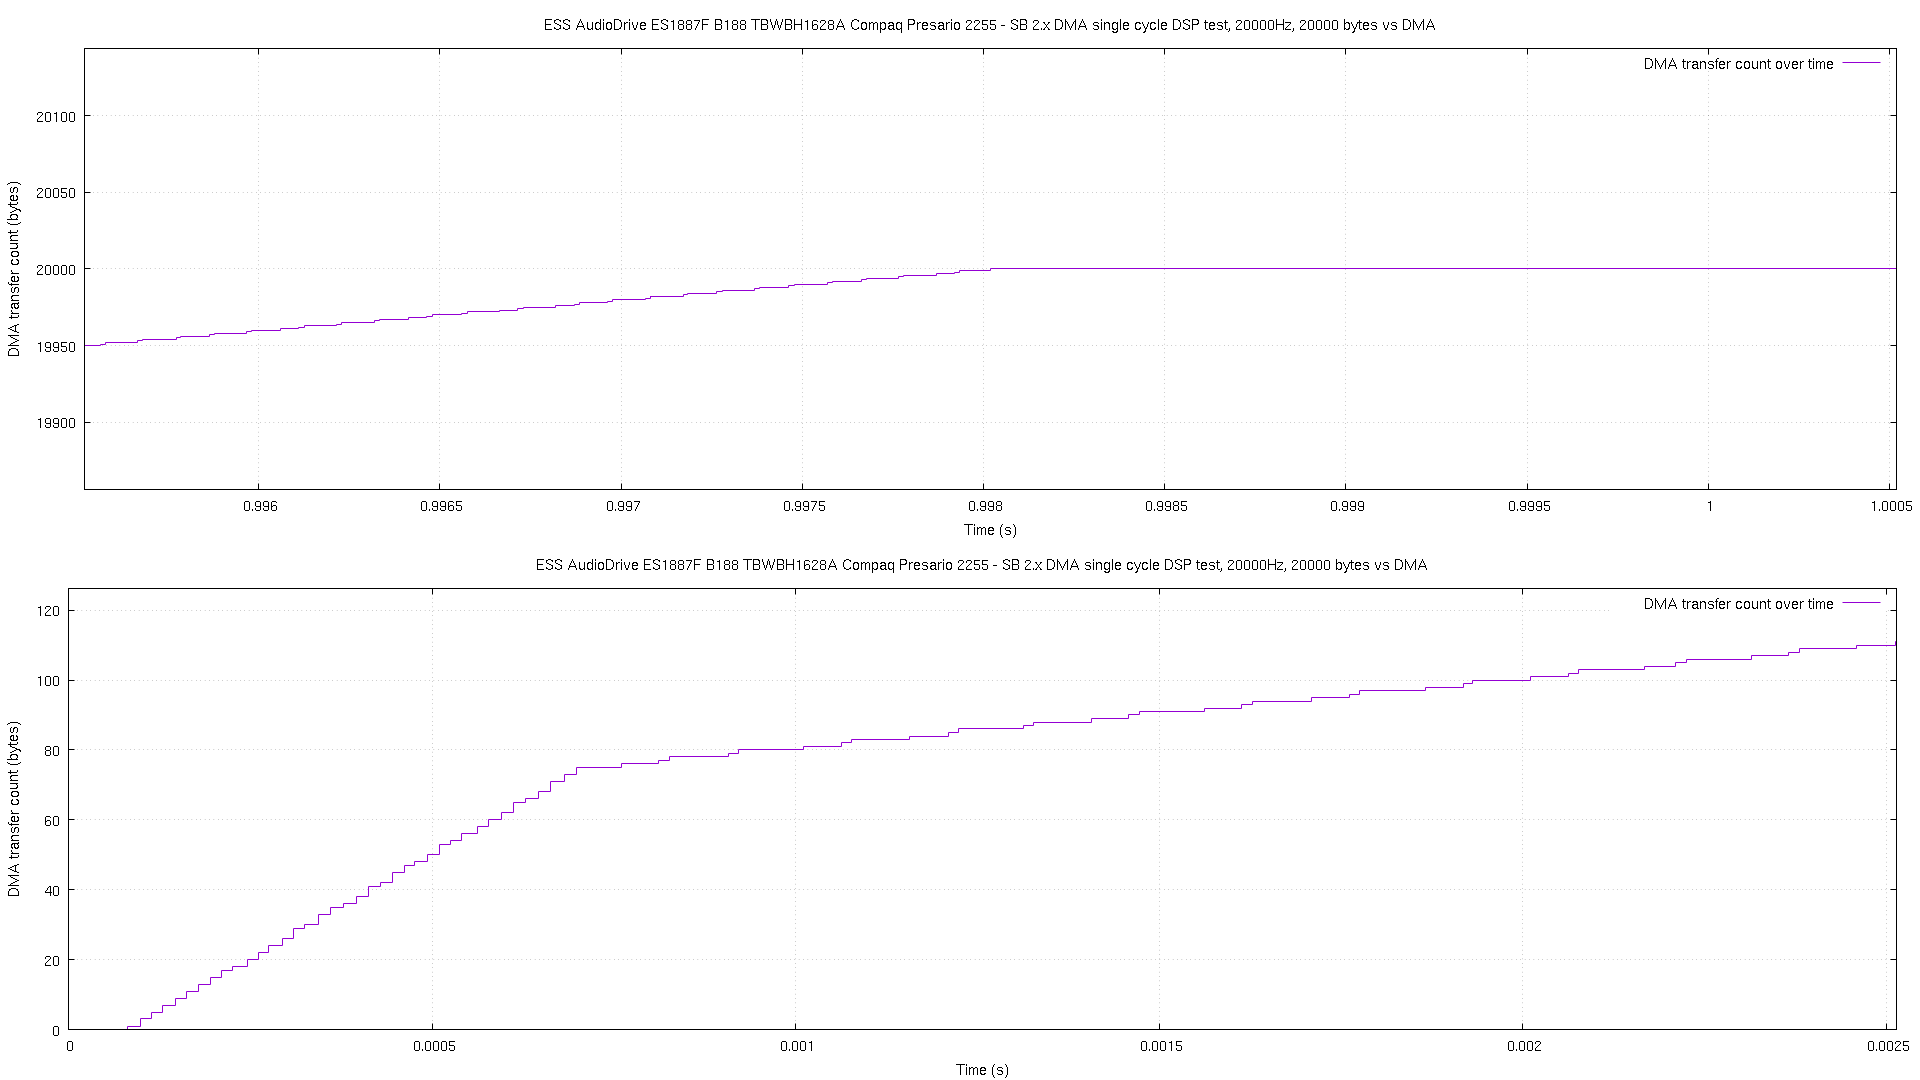 ESS AudioDrive ES1887F B188 TBWBH1628A Compaq Presario 2255 - SB 2.x DMA single cycle DSP test, 20000Hz, 20000 bytes vs DMA
DMA transfer count over time
20100
20050
20000
19950
19900
DMA transfer count (bytes)
0.996 0.9965 0.997 0.9975 0.998 0.9985 0.999 0.9995 1 1.0005
Time (s)
ESS AudioDrive ES1887F B188 TBWBH1628A Compaq Presario 2255 - SB 2.x DMA single cycle DSP test, 20000Hz, 20000 bytes vs DMA
DMA transfer count over time
120
100
80
60
40
20
0
DMA transfer count (bytes)
0 0.0005 0.001 0.0015 0.002 0.0025
Time (s)